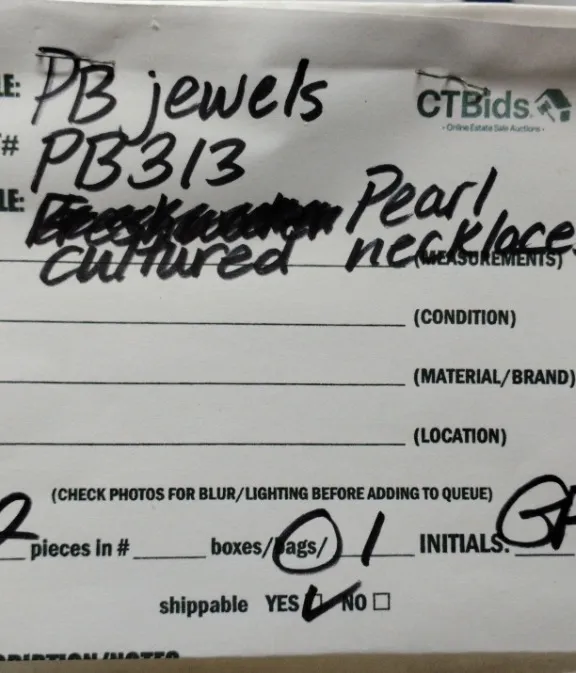 LE: PB jewels
CTBids
Online Estate Sale Auctions
# PB313
LE: Pearl
cultured necklace
(MEASUREMENTS)
(CONDITION)
(MATERIAL/BRAND)
(LOCATION)
(CHECK PHOTOS FOR BLUR/LIGHTING BEFORE ADDING TO QUEUE)
2 pieces in # boxes/bags/ 1 INITIALS:
shippable YES NO